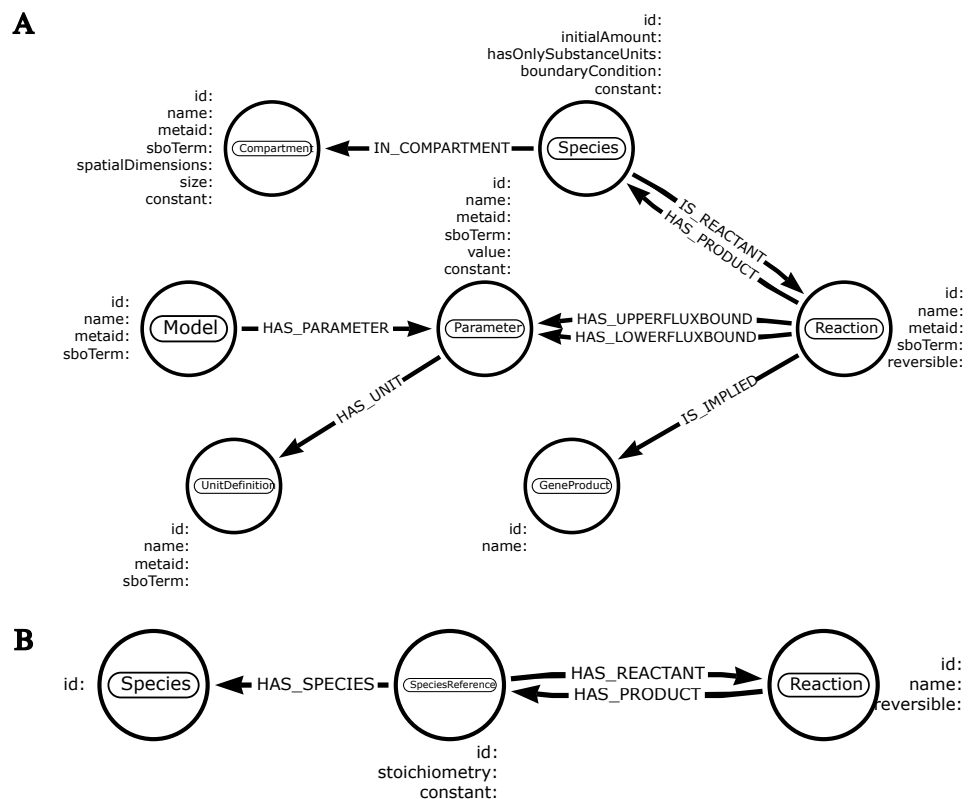 A
id:
initialAmount:
hasOnlySubstanceUnits:
boundaryCondition:
constant:
id:
name:
metaid:
sboTerm:
spatialDimensions:
size:
constant:
Compartment
IN_COMPARTMENT
Species
IS_REACTANT
HAS_PRODUCT
id:
name:
metaid:
sboTerm:
value:
constant:
id:
name:
metaid:
sboTerm:
Model
HAS_PARAMETER
Parameter
HAS_UPPERFLUXBOUND
HAS_LOWERFLUXBOUND
Reaction
id:
name:
metaid:
sboTerm:
reversible:
HAS_UNIT
IS_IMPLIED
UnitDefinition
GeneProduct
id:
name:
metaid:
sboTerm:
id:
name:
B
id:
Species
HAS_SPECIES
SpeciesReference
HAS_REACTANT
HAS_PRODUCT
Reaction
id:
name:
reversible:
id:
stoichiometry:
constant: